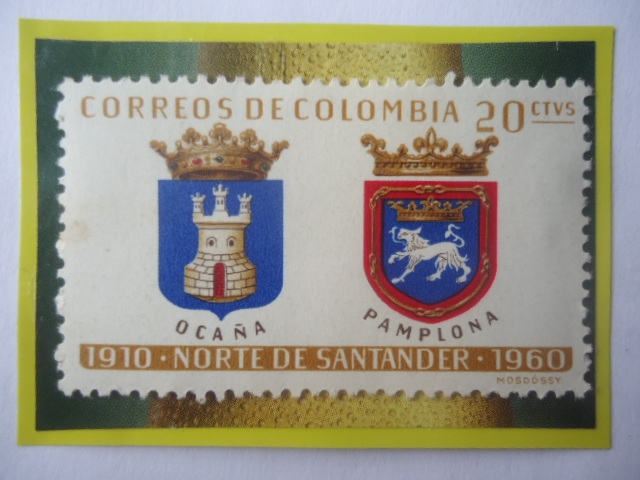 CORREOS DE COLOMBIA 20 CTVS
OCAÑA
PAMPLONA
1910 · NORTE DE SANTANDER · 1960
MOSDÓSSY